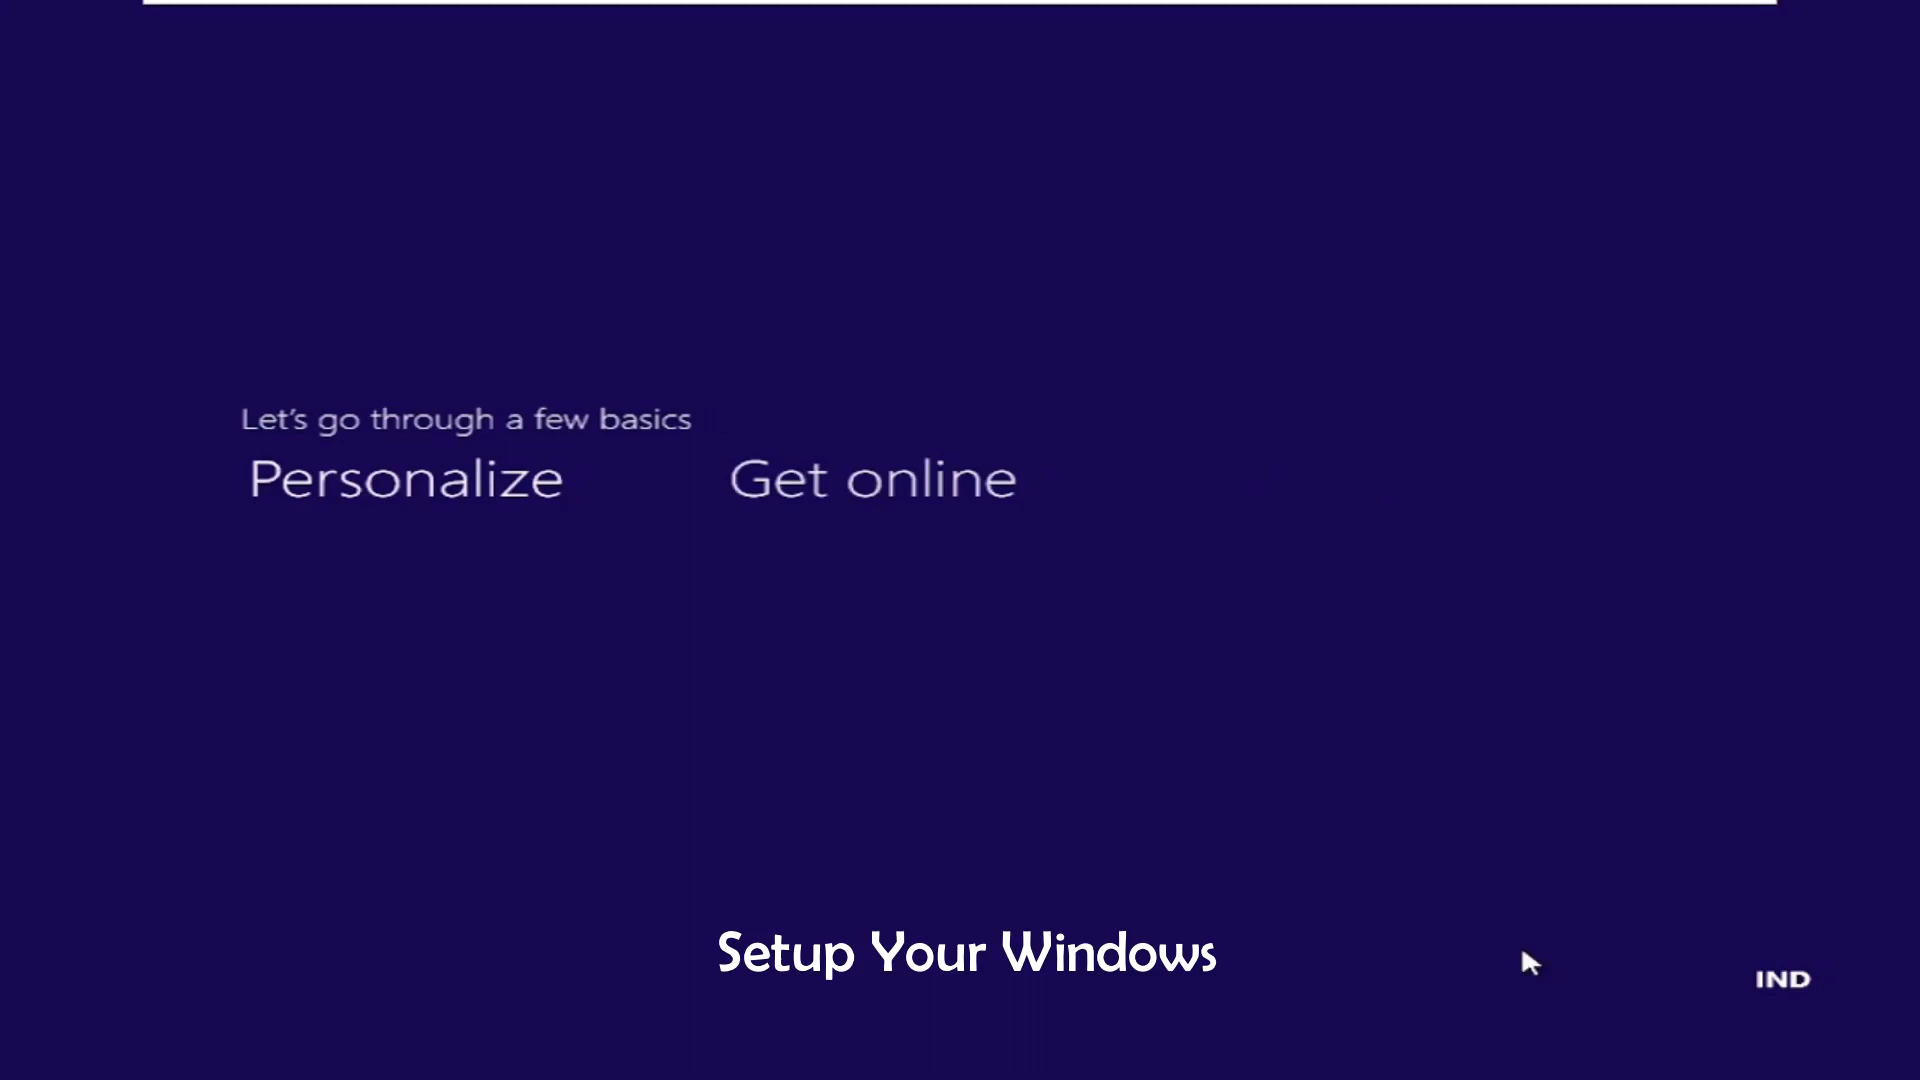 Let's go through a few basics
Personalize Get online
Setup Your Windows
IND